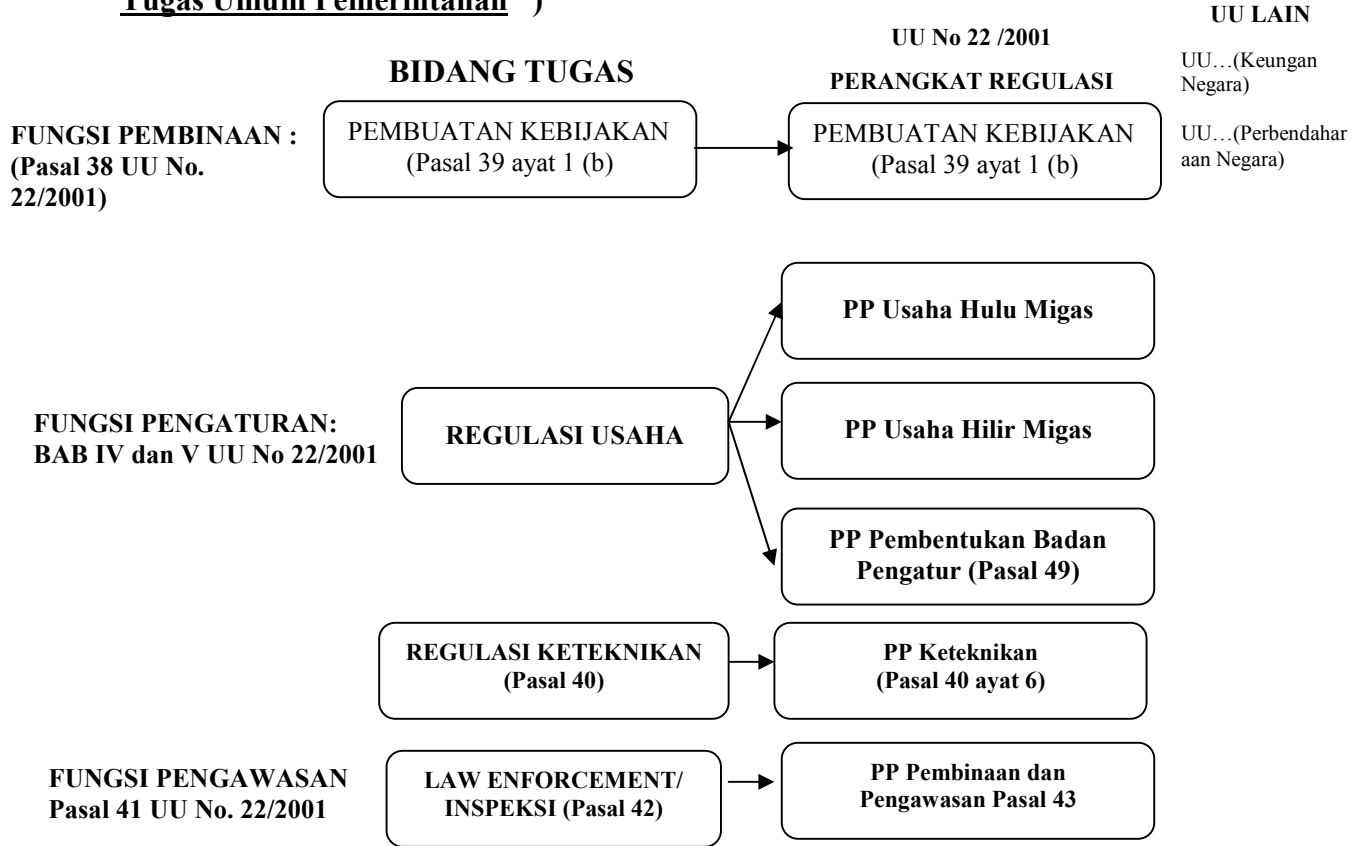 Tugas Umum Pemerintahan )
UU LAIN
UU No 22 /2001
BIDANG TUGAS
PERANGKAT REGULASI
UU…(Keungan
Negara)
FUNGSI PEMBINAAN :
(Pasal 38 UU No.
22/2001)
PEMBUATAN KEBIJAKAN
(Pasal 39 ayat 1 (b)
PEMBUATAN KEBIJAKAN
(Pasal 39 ayat 1 (b)
UU…(Perbendahar
aan Negara)
PP Usaha Hulu Migas
FUNGSI PENGATURAN:
BAB IV dan V UU No 22/2001
REGULASI USAHA
PP Usaha Hilir Migas
PP Pembentukan Badan
Pengatur (Pasal 49)
REGULASI KETEKNIKAN
(Pasal 40)
PP Keteknikan
(Pasal 40 ayat 6)
FUNGSI PENGAWASAN
Pasal 41 UU No. 22/2001
LAW ENFORCEMENT/
INSPEKSI (Pasal 42)
PP Pembinaan dan
Pengawasan Pasal 43